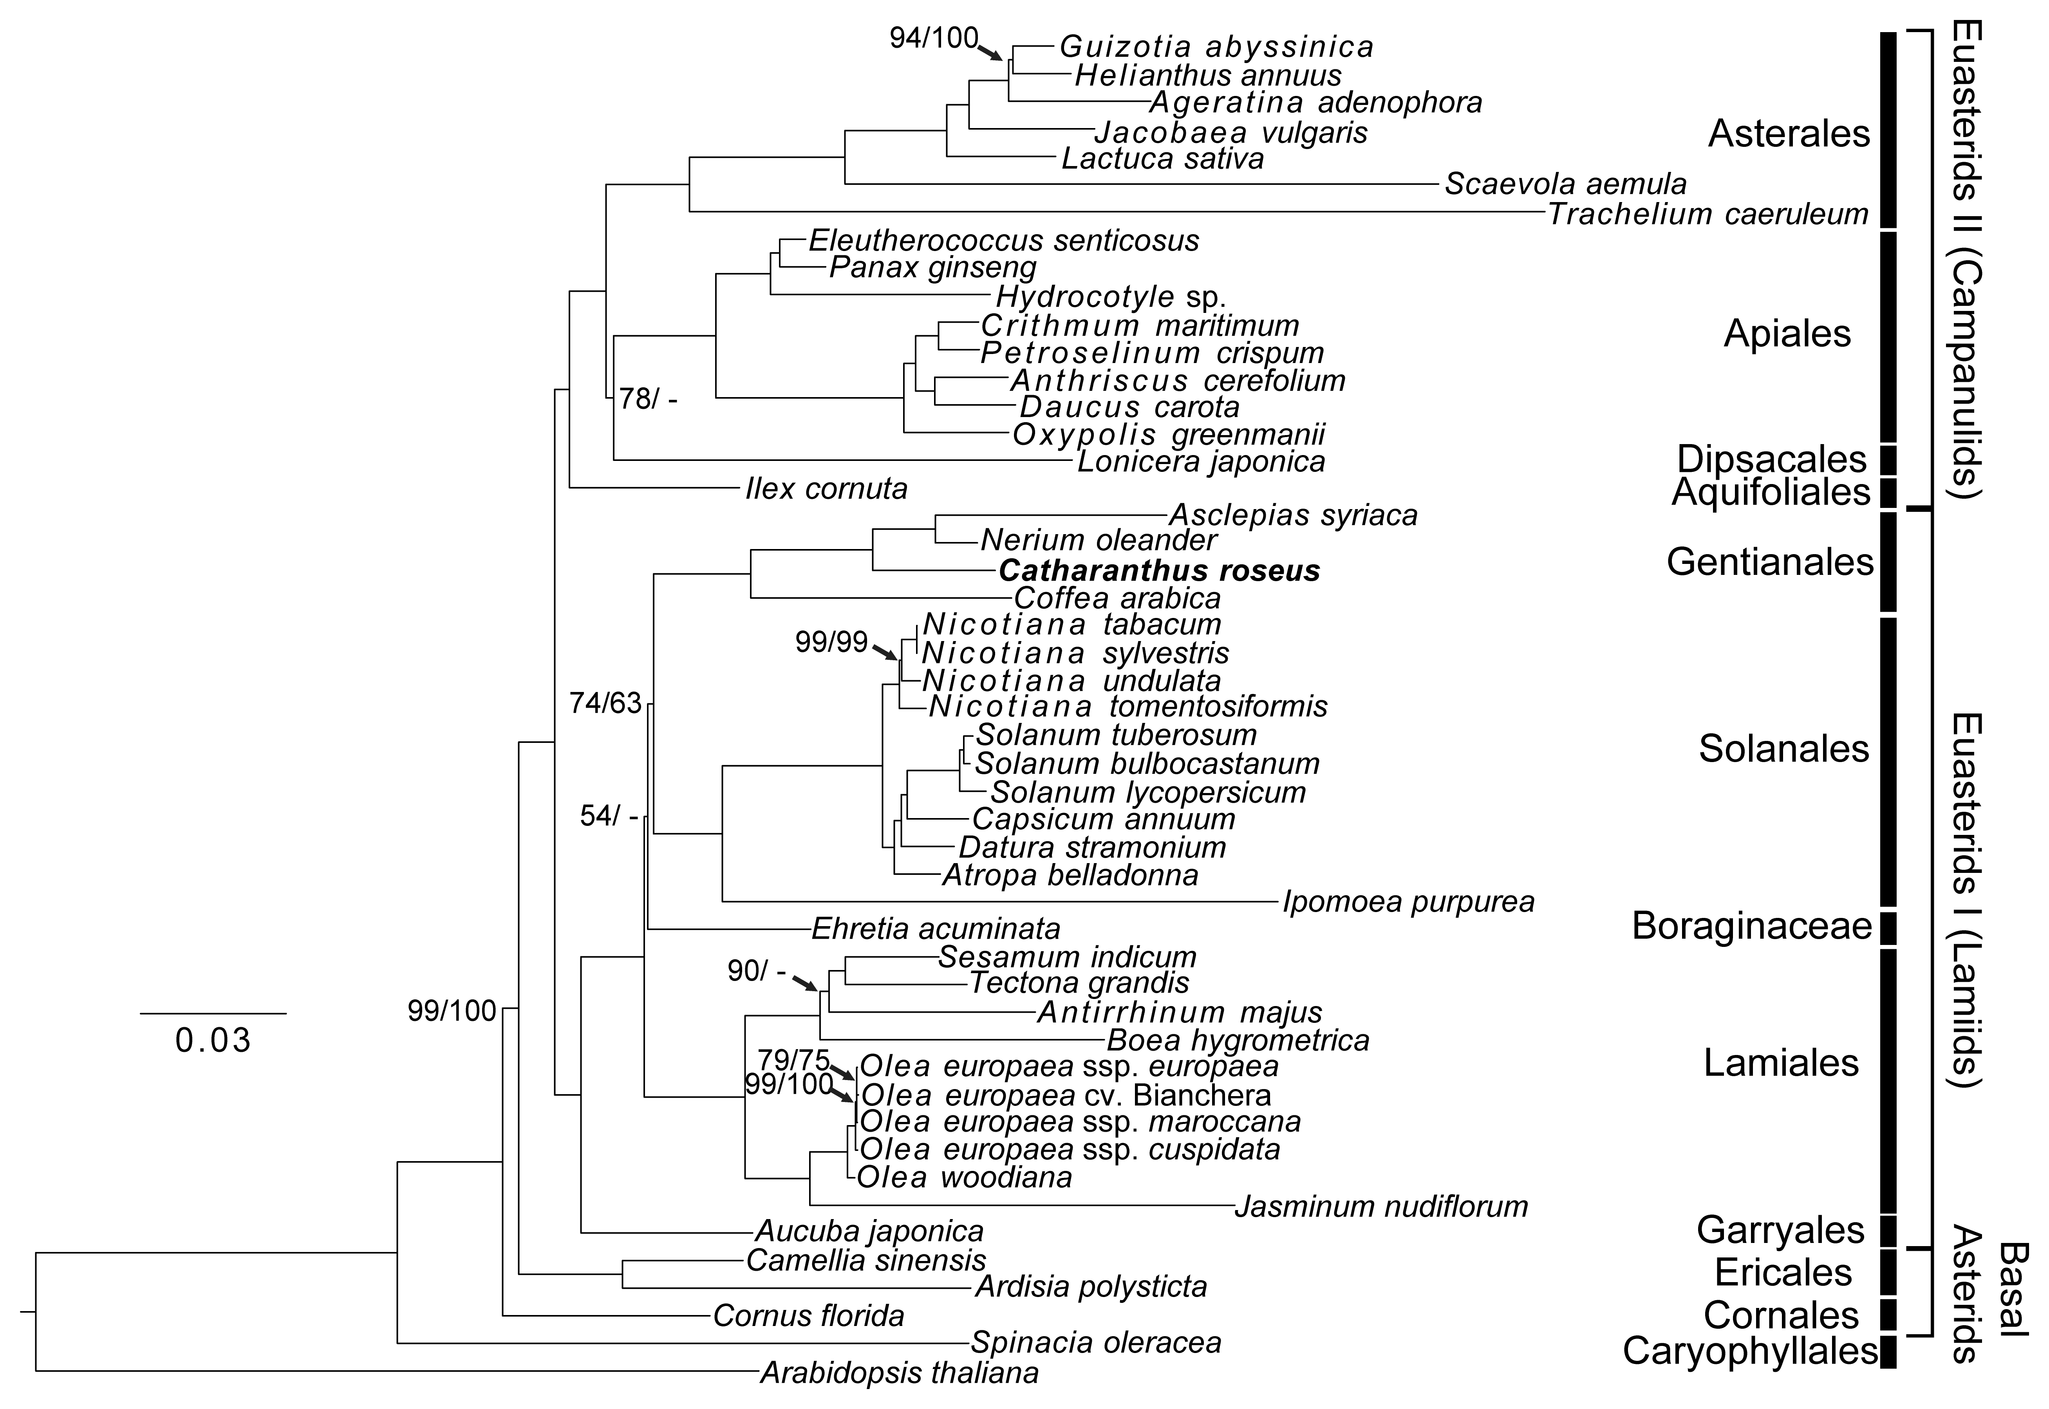 94/100
Guizotia abyssinica
Helianthus annuus
Ageratina adenophora
Jacobaea vulgaris
Lactuca sativa
Scaevola aemula
Trachelium caeruleum
Asterales
Eleutherococcus senticosus
Panax ginseng
Hydrocotyle sp.
Crithmum maritimum
Petroselinum crispum
Anthriscus cerefolium
Daucus carota
Oxypolis greenmanii
Apiales
78/ -
Lonicera japonica
Dipsacales
Ilex cornuta
Aquifoliales
Euasterids II (Campanulids)
Asclepias syriaca
Nerium oleander
Catharanthus roseus
Coffea arabica
Gentianales
Nicotiana tabacum
99/99
Nicotiana sylvestris
Nicotiana undulata
Nicotiana tomentosiformis
74/63
Solanum tuberosum
Solanum bulbocastanum
Solanum lycopersicum
Capsicum annuum
Datura stramonium
Atropa belladonna
Ipomoea purpurea
Solanales
54/ -
Ehretia acuminata
Boraginaceae
Sesamum indicum
90/ -
Tectona grandis
Antirrhinum majus
Boea hygrometrica
79/75
Olea europaea ssp. europaea
99/100
Olea europaea cv. Bianchera
Olea europaea ssp. maroccana
Olea europaea ssp. cuspidata
Olea woodiana
Jasminum nudiflorum
Lamiales
Aucuba japonica
Garryales
Euasterids I (Lamiids)
99/100
0.03
Camellia sinensis
Ardisia polysticta
Ericales
Cornus florida
Cornales
Basal
Asterids
Spinacia oleracea
Caryophyllales
Arabidopsis thaliana